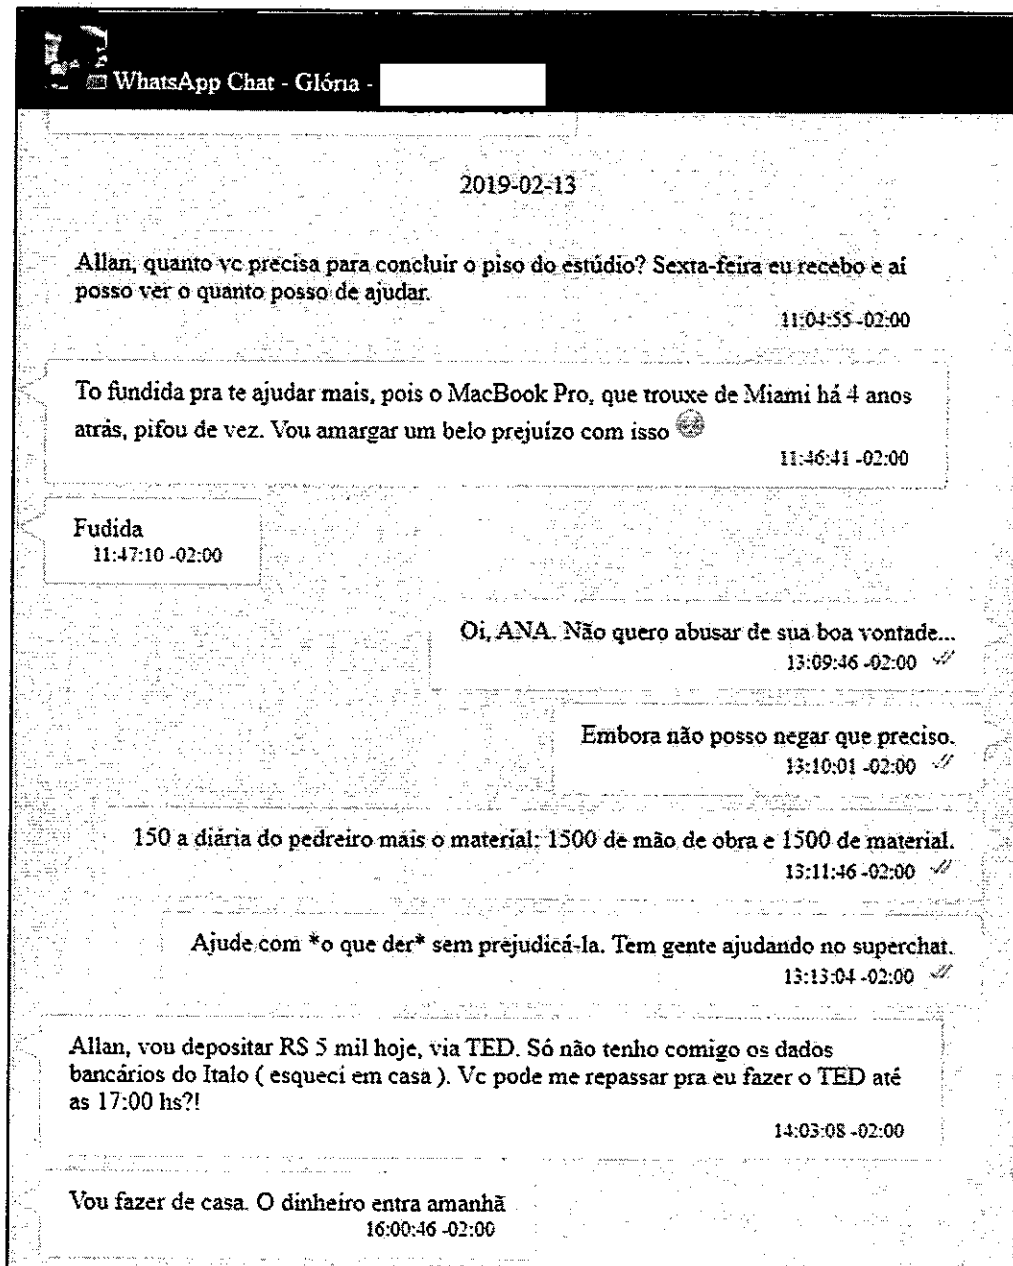 WhatsApp Chat - Glória -
2019-02-13
Allan, quanto vc precisa para concluir o piso do estúdio? Sexta-feira eu recebo e aí
posso ver o quanto posso de ajudar.
11:04:55 -02:00
To fundida pra te ajudar mais, pois o MacBook Pro, que trouxe de Miami há 4 anos
atrás, pifou de vez. Vou amargar um belo prejuízo com isso
11:46:41 -02:00
Fudida
11:47:10 -02:00
Oi, ANA. Não quero abusar de sua boa vontade...
13:09:46 -02:00
Embora não posso negar que preciso.
13:10:01 -02:00
150 a diária do pedreiro mais o material: 1500 de mão de obra e 1500 de material.
13:11:46 -02:00
Ajude com *o que der* sem prejudicá-la. Tem gente ajudando no superchat.
13:13:04 -02:00
Allan, vou depositar R$ 5 mil hoje, via TED. Só não tenho comigo os dados
bancários do Italo ( esqueci em casa ). Vc pode me repassar pra eu fazer o TED até
as 17:00 hs?!
14:03:08 -02:00
Vou fazer de casa. O dinheiro entra amanhã
16:00:46 -02:00